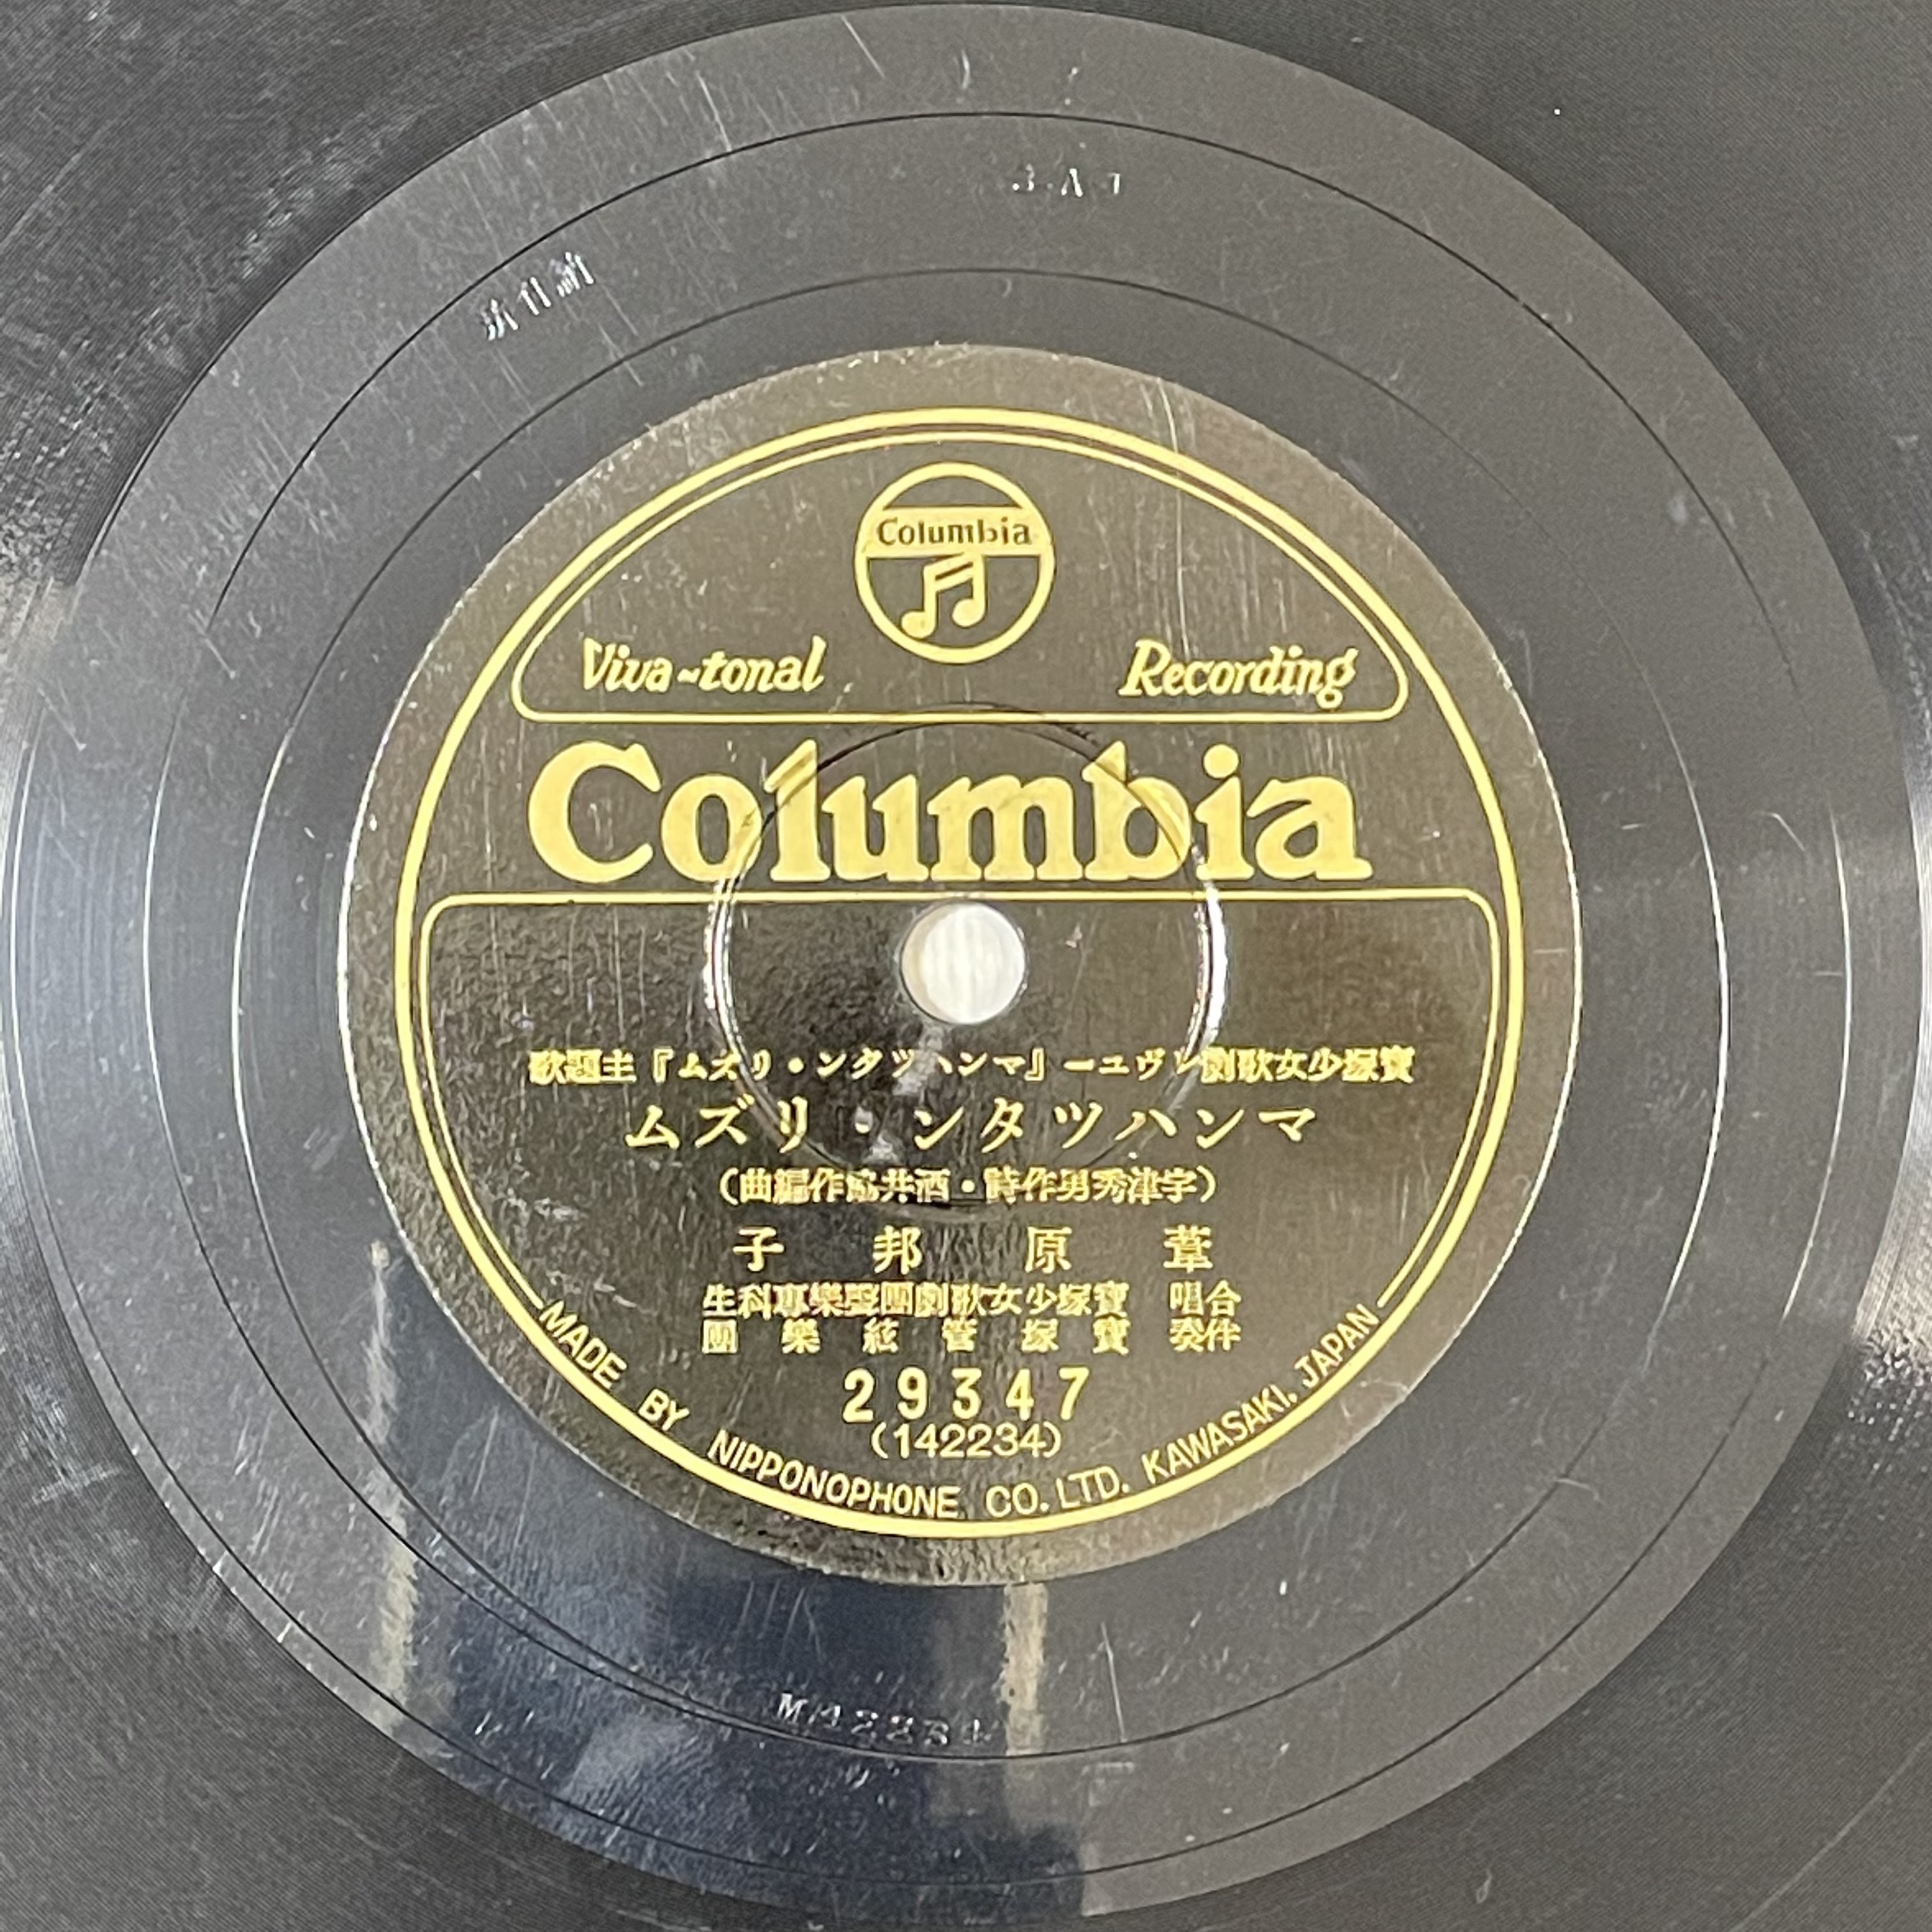 Columbia
Viva-tonal Recording
Columbia
寶塚少女歌劇レヴユー『マンハツタン・リズム』主題歌
マンハツタン・リズム
(宇津秀男作詩・酒井協作編曲)
葦原邦子
合唱 寶塚少女歌劇團聲樂專科生
伴奏 寶塚管絃樂團
29347
(142234)
MADE BY NIPPONOPHONE CO. LTD. KAWASAKI, JAPAN